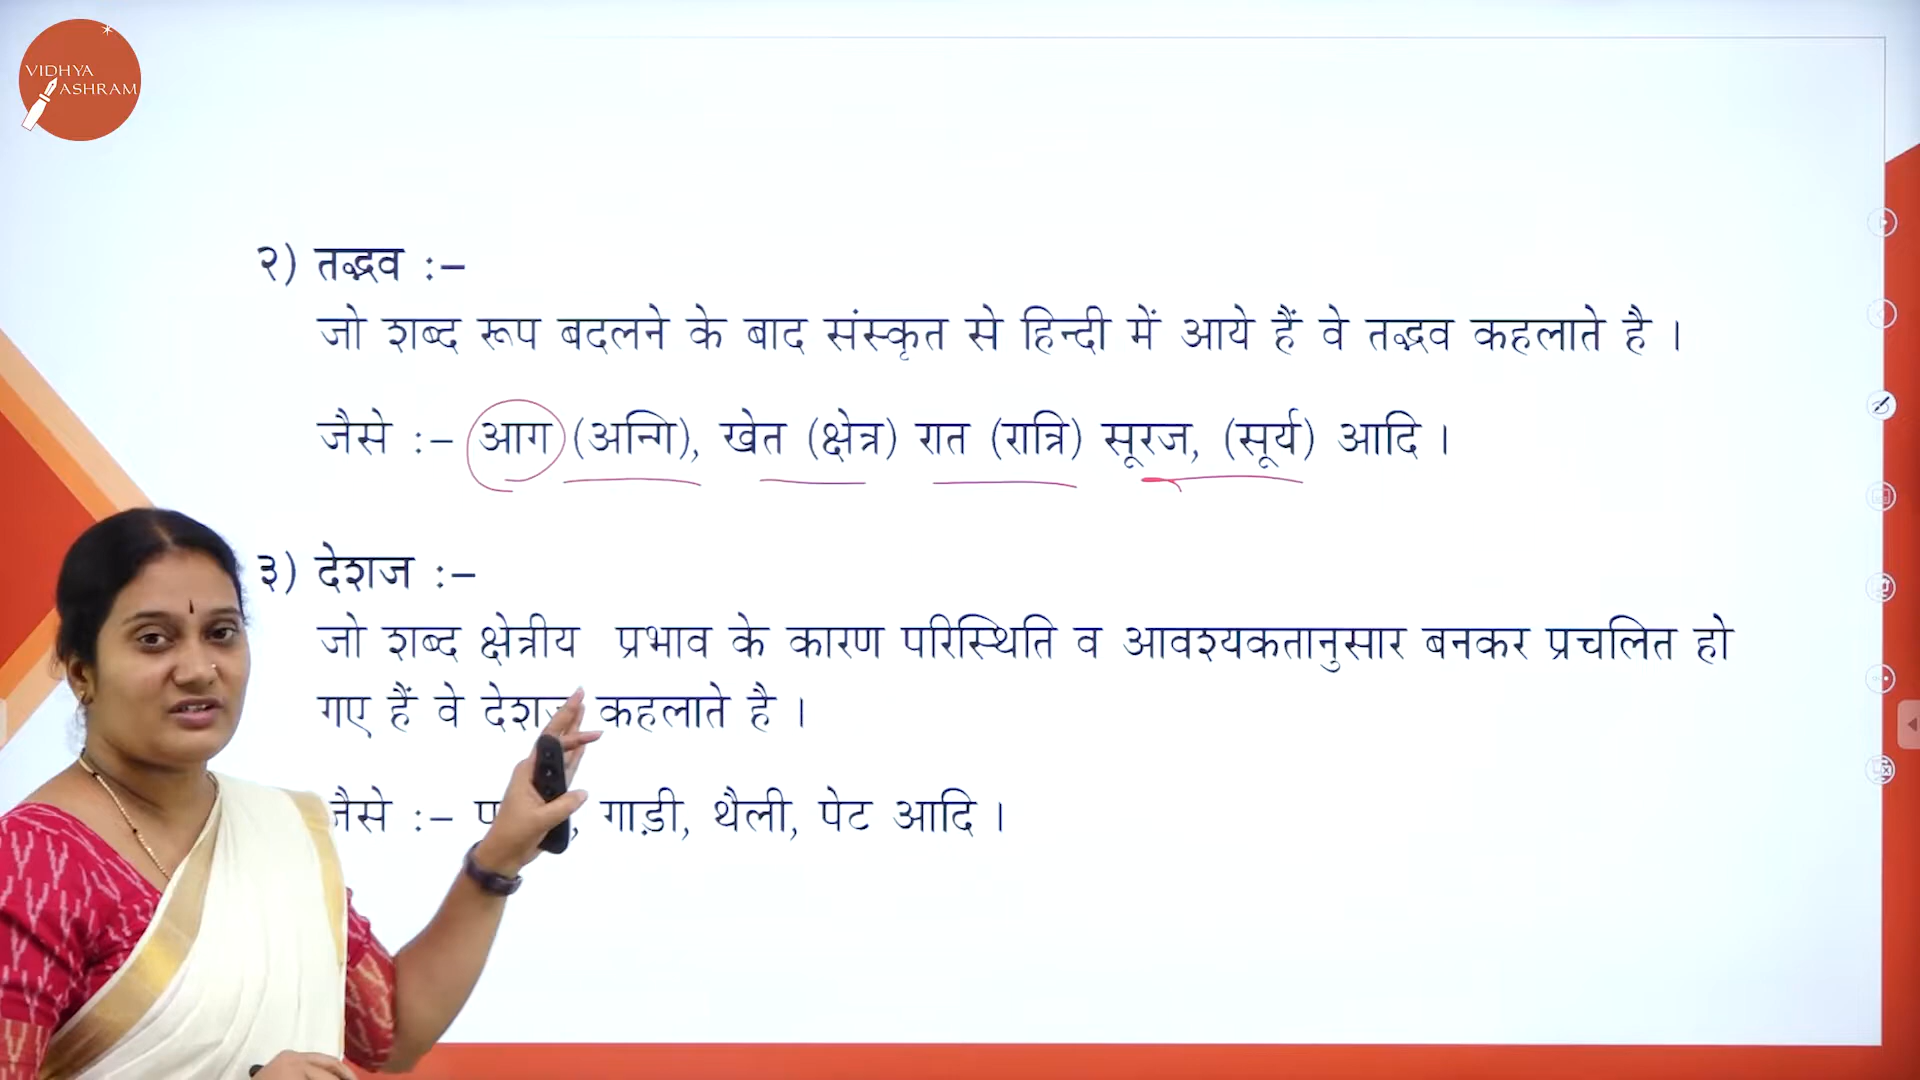 VIDHYA
ASHRAM
२) तद्भव :–
जो शब्द रूप बदलने के बाद संस्कृत से हिन्दी में आये हैं वे तद्भव कहलाते है ।
जैसे :– आग (अग्नि), खेत (क्षेत्र) रात (रात्रि) सूरज, (सूर्य) आदि ।
३) देशज :–
जो शब्द क्षेत्रीय प्रभाव के कारण परिस्थिति व आवश्यकतानुसार बनकर प्रचलित हो
गए हैं वे देशज कहलाते है ।
जैसे :– गाड़ी, थैली, पेट आदि ।